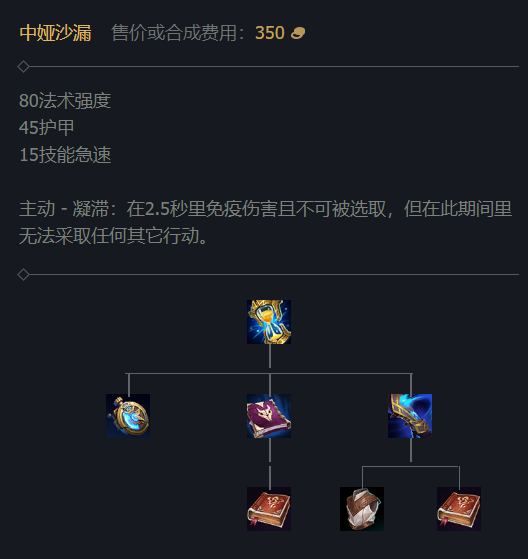 中娅沙漏 售价或合成费用：350
80法术强度
45护甲
15技能急速
主动 - 凝滞：在2.5秒里免疫伤害且不可被选取，但在此期间里
无法采取任何其它行动。